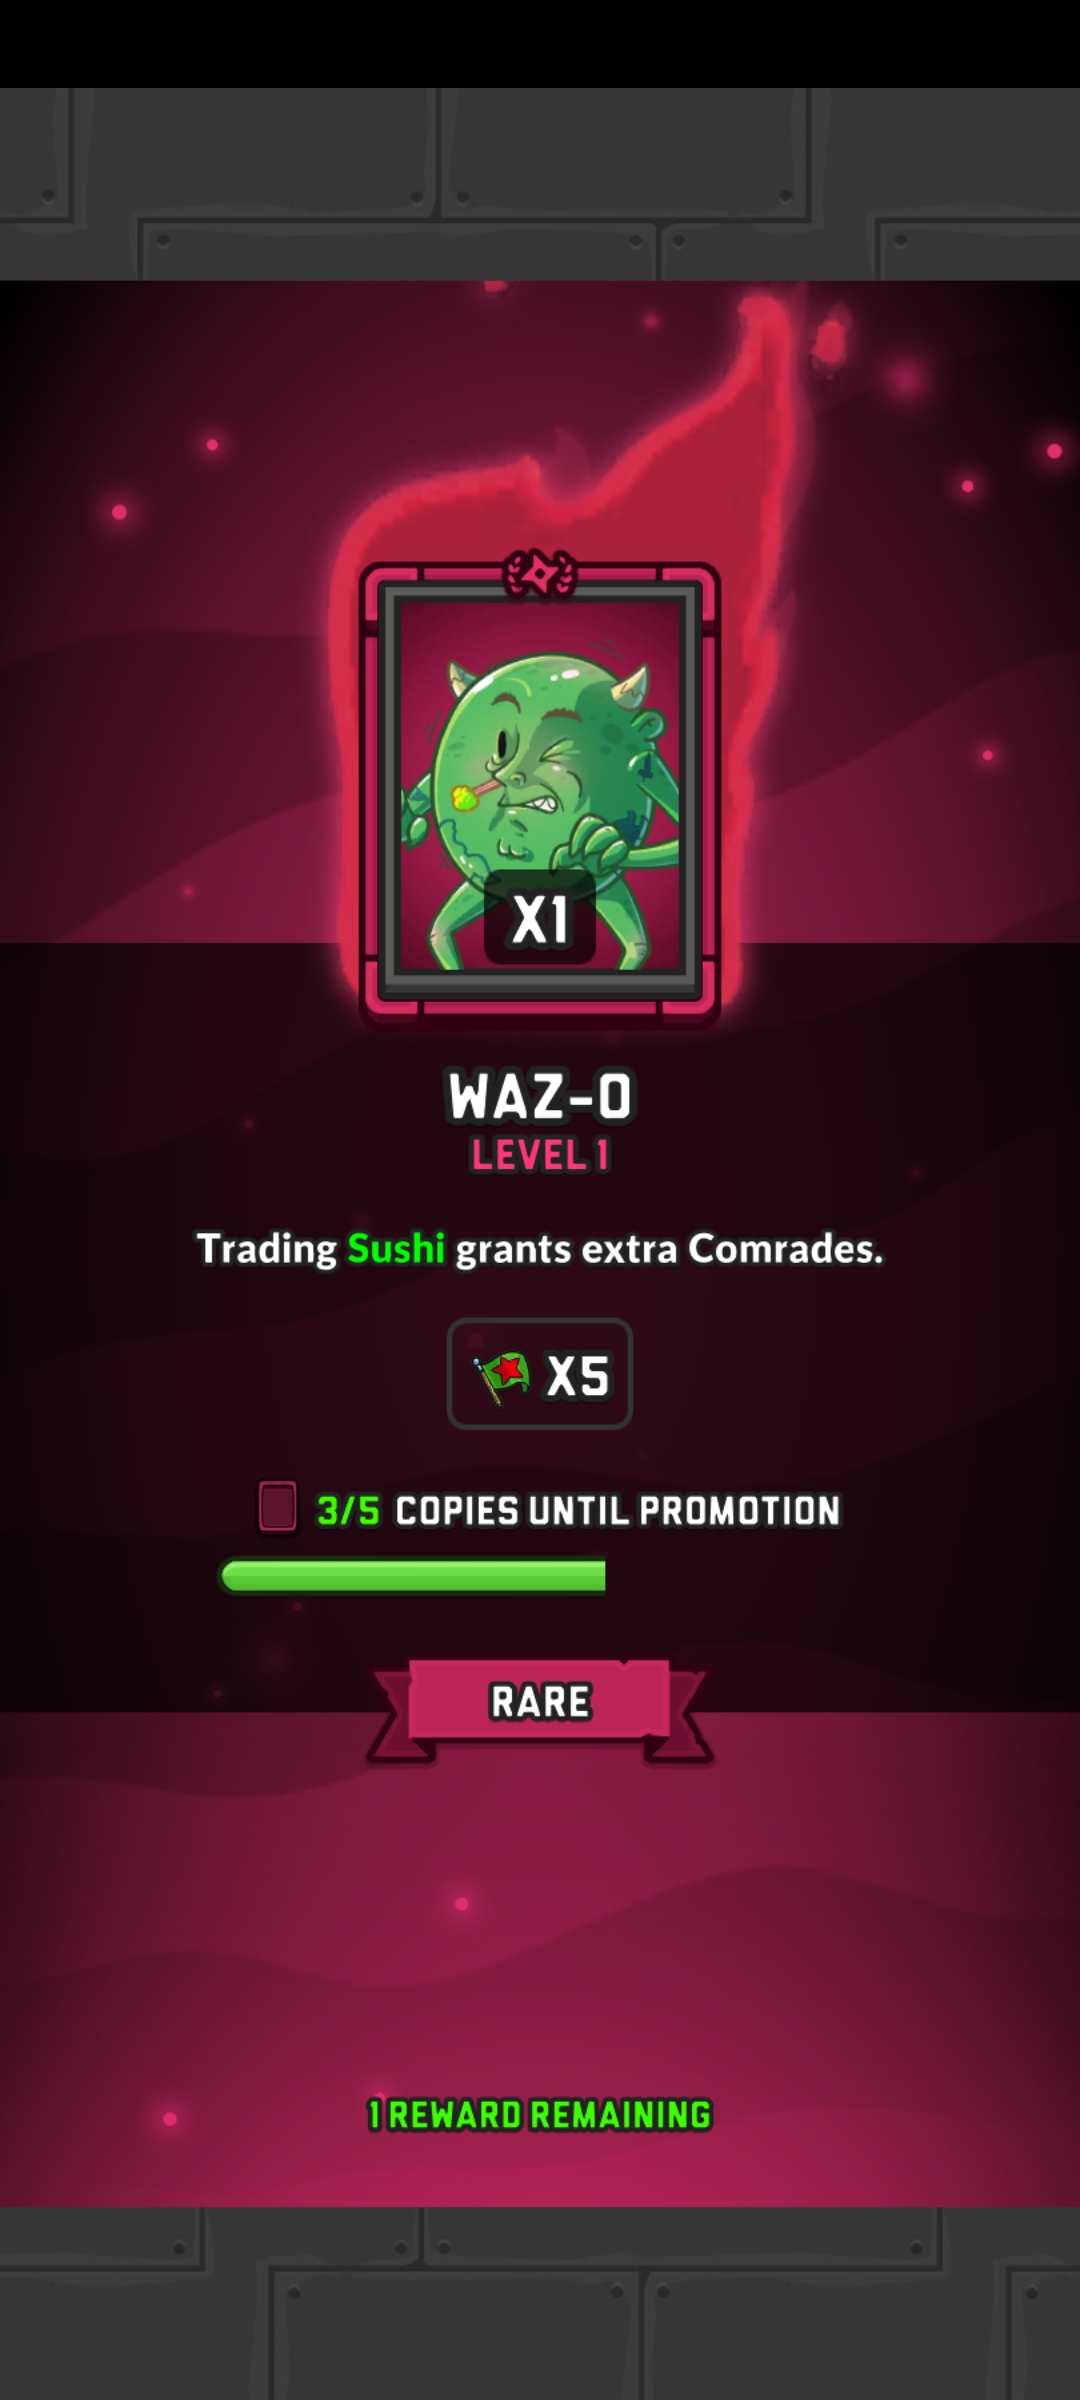 X1
WAZ-O
LEVEL 1
Trading Sushi grants extra Comrades.
X5
3/5 COPIES UNTIL PROMOTION
RARE
1 REWARD REMAINING